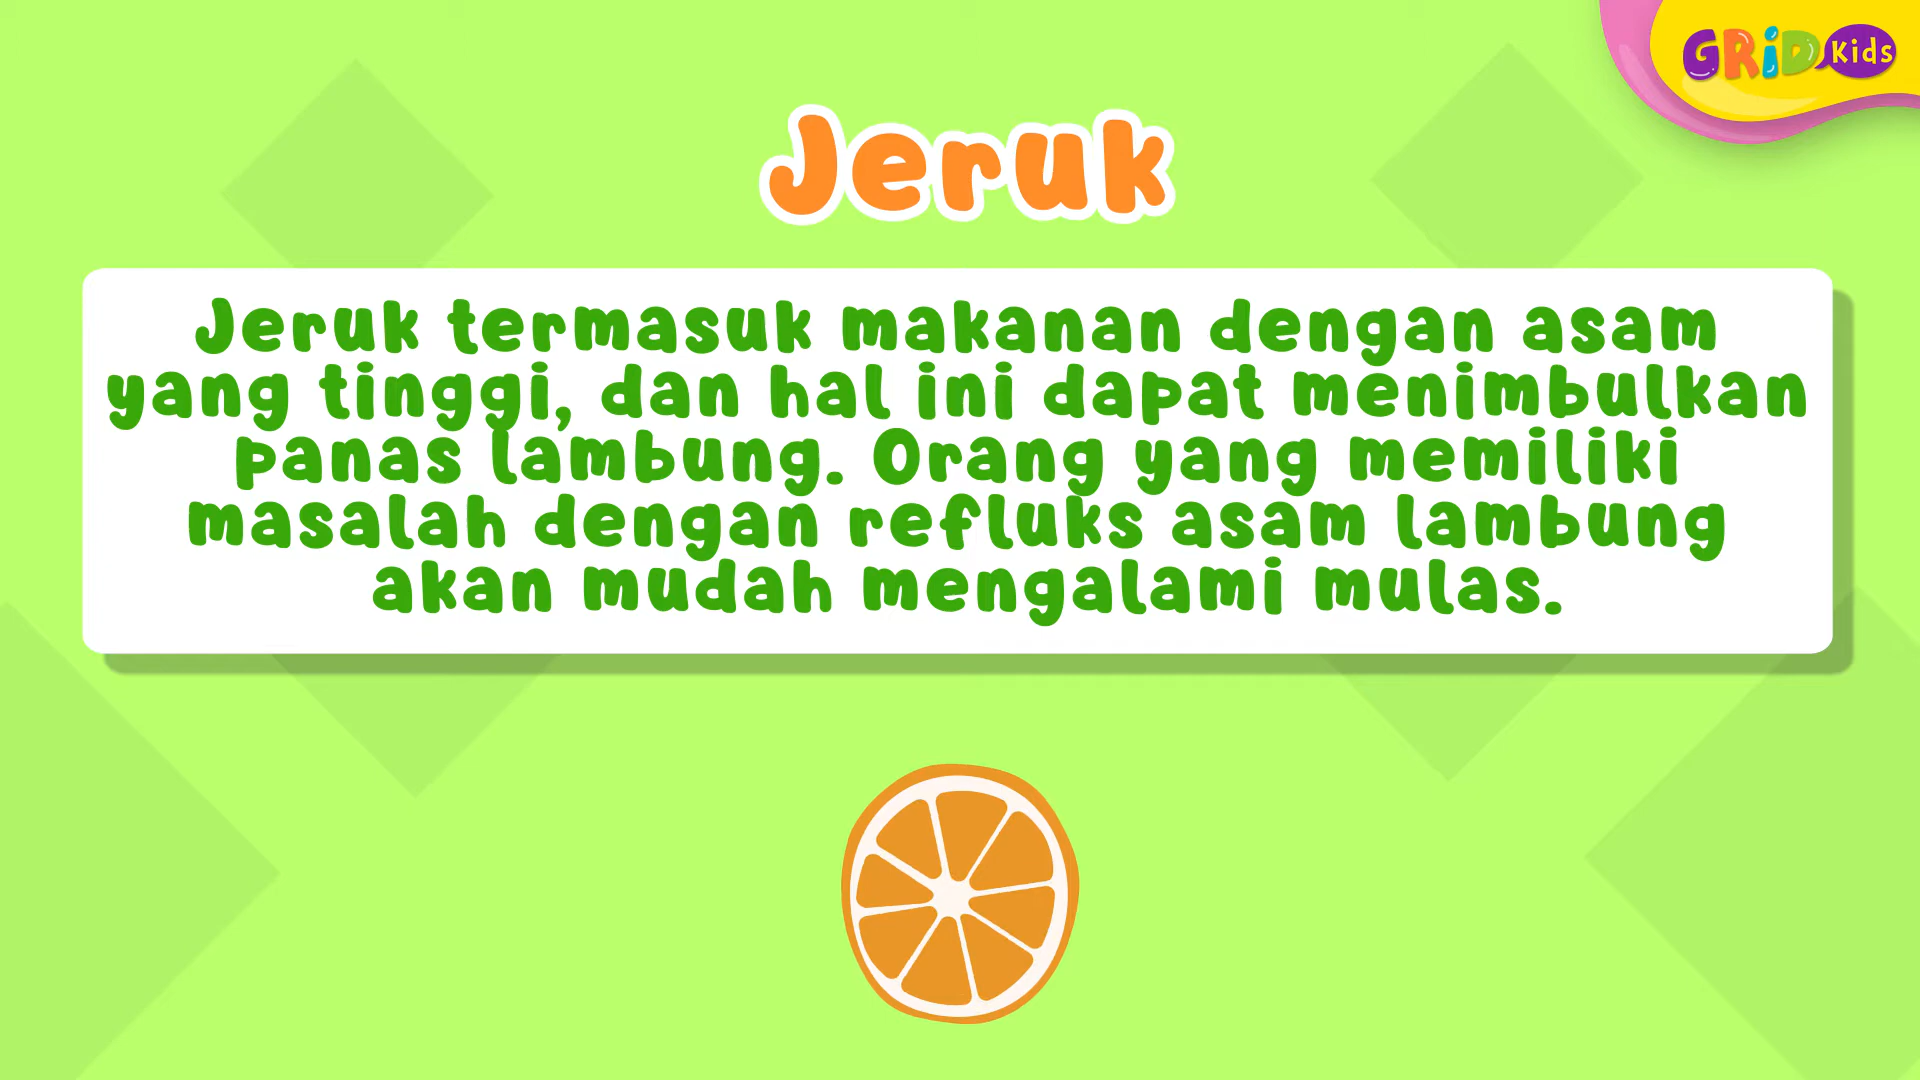 GRiD Kids
Jeruk
Jeruk termasuk makanan dengan asam
yang tinggi, dan hal ini dapat menimbulkan
panas lambung. Orang yang memiliki
masalah dengan refluks asam lambung
akan mudah mengalami mulas.